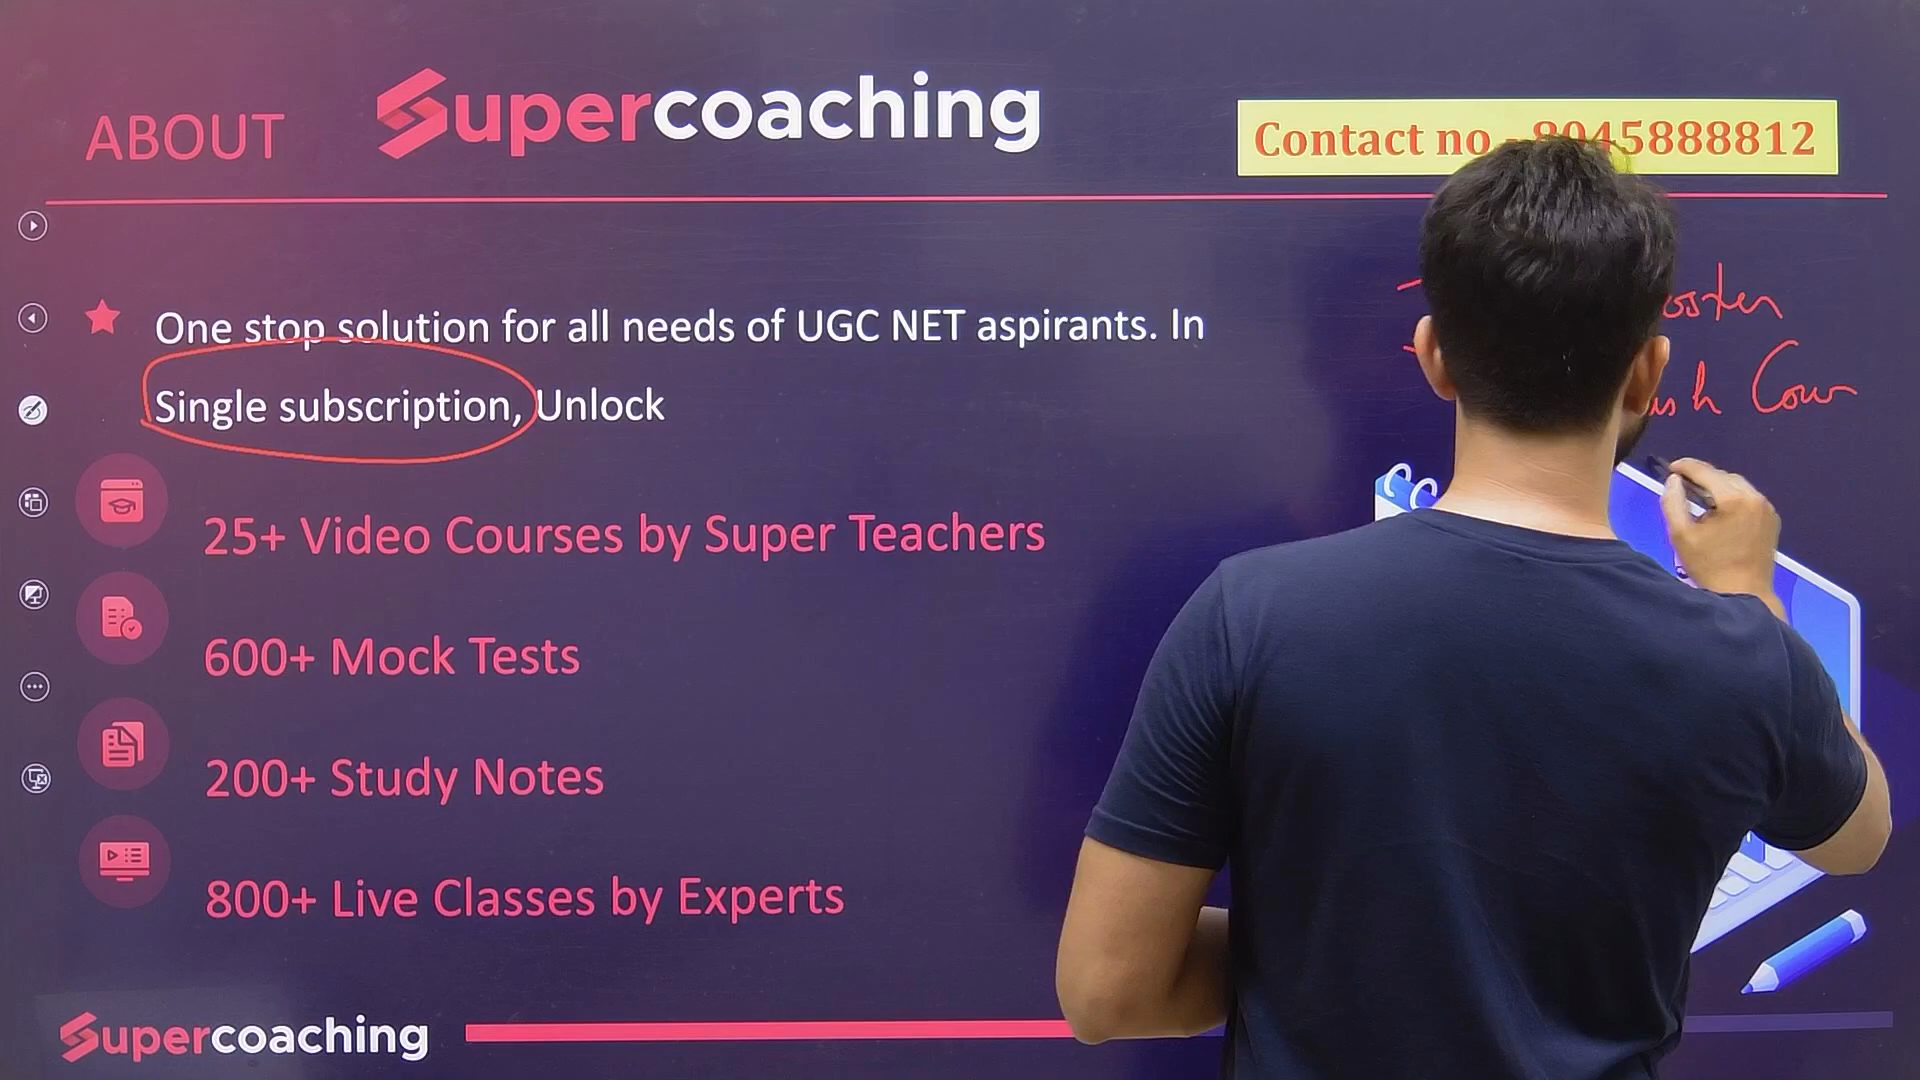 ABOUT Supercoaching
Contact no - 8045888812
One stop solution for all needs of UGC NET aspirants. In
Single subscription, Unlock
25+ Video Courses by Super Teachers
600+ Mock Tests
200+ Study Notes
800+ Live Classes by Experts
Supercoaching